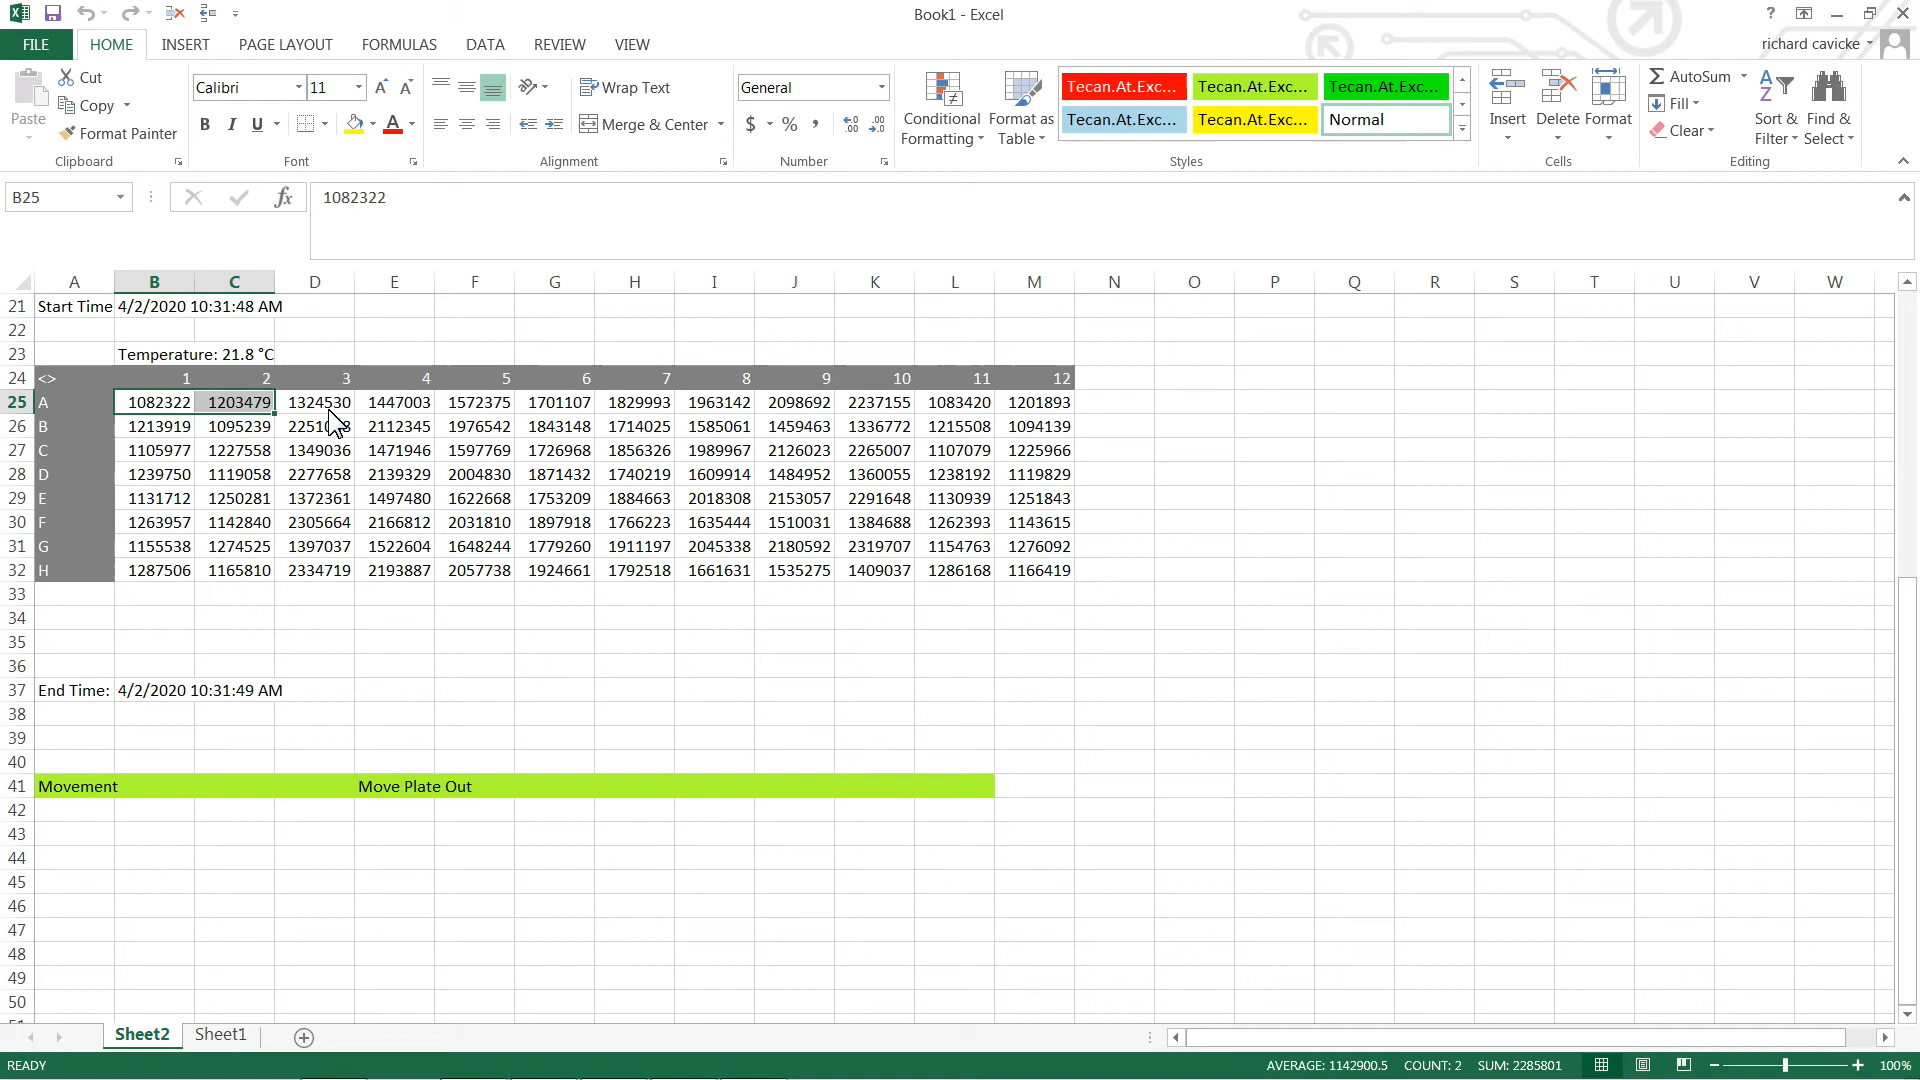 Book1 - Excel
FILE HOME INSERT PAGE LAYOUT FORMULAS DATA REVIEW VIEW
richard cavicke
Paste
Cut
Copy
Format Painter
Clipboard
Calibri 11
B I U
Font
Wrap Text
Merge & Center
Alignment
General
$ % ,
Number
Conditional Formatting
Format as Table
Tecan.At.Exc... Tecan.At.Exc... Tecan.At.Exc...
Tecan.At.Exc... Tecan.At.Exc... Normal
Styles
Insert Delete Format
Cells
AutoSum
Fill
Clear
Sort & Filter
Find & Select
Editing
B25 fx 1082322
A B C D E F G H I J K L M N O P Q R S T U V W
21 Start Time 4/2/2020 10:31:48 AM
22
23 Temperature: 21.8 °C
24 <> 1 2 3 4 5 6 7 8 9 10 11 12
25 A 1082322 1203479 1324530 1447003 1572375 1701107 1829993 1963142 2098692 2237155 1083420 1201893
26 B 1213919 1095239 2112345 1976542 1843148 1714025 1585061 1459463 1336772 1215508 1094139
27 C 1105977 1227558 1349036 1471946 1597769 1726968 1856326 1989967 2126023 2265007 1107079 1225966
28 D 1239750 1119058 2277658 2139329 2004830 1871432 1740219 1609914 1484952 1360055 1238192 1119829
29 E 1131712 1250281 1372361 1497480 1622668 1753209 1884663 2018308 2153057 2291648 1130939 1251843
30 F 1263957 1142840 2305664 2166812 2031810 1897918 1766223 1635444 1510031 1384688 1262393 1143615
31 G 1155538 1274525 1397037 1522604 1648244 1779260 1911197 2045338 2180592 2319707 1154763 1276092
32 H 1287506 1165810 2334719 2193887 2057738 1924661 1792518 1661631 1535275 1409037 1286168 1166419
33
34
35
36
37 End Time: 4/2/2020 10:31:49 AM
38
39
40
41 Movement Move Plate Out
42
43
44
45
46
47
48
49
50
Sheet2 Sheet1
READY AVERAGE: 1142900.5 COUNT: 2 SUM: 2285801 100%